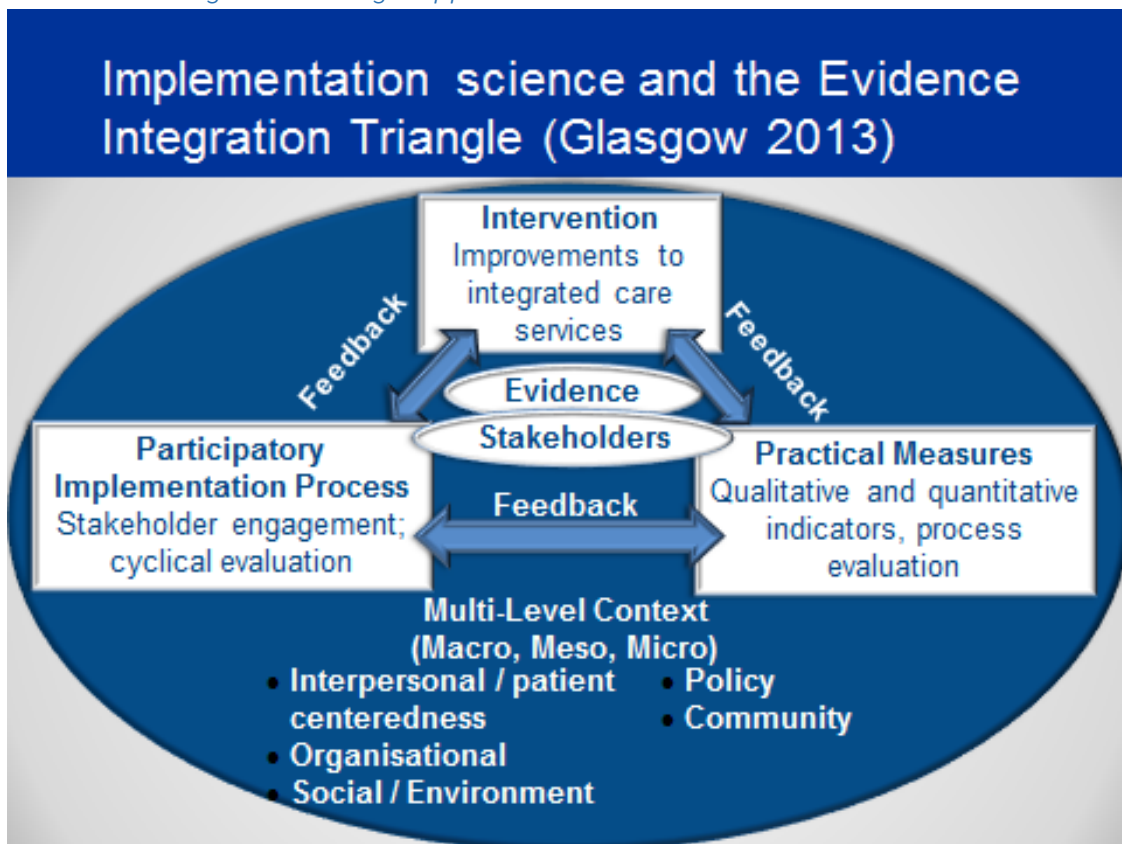 Implementation science and the Evidence
Integration Triangle (Glasgow 2013)
Intervention
Improvements to
integrated care
services
Feedback
Feedback
Evidence
Stakeholders
Participatory
Implementation Process
Stakeholder engagement;
cyclical evaluation
Feedback
Practical Measures
Qualitative and quantitative
indicators, process
evaluation
Multi-Level Context
(Macro, Meso, Micro)
• Interpersonal / patient
centeredness
• Organisational
• Social / Environment
• Policy
• Community